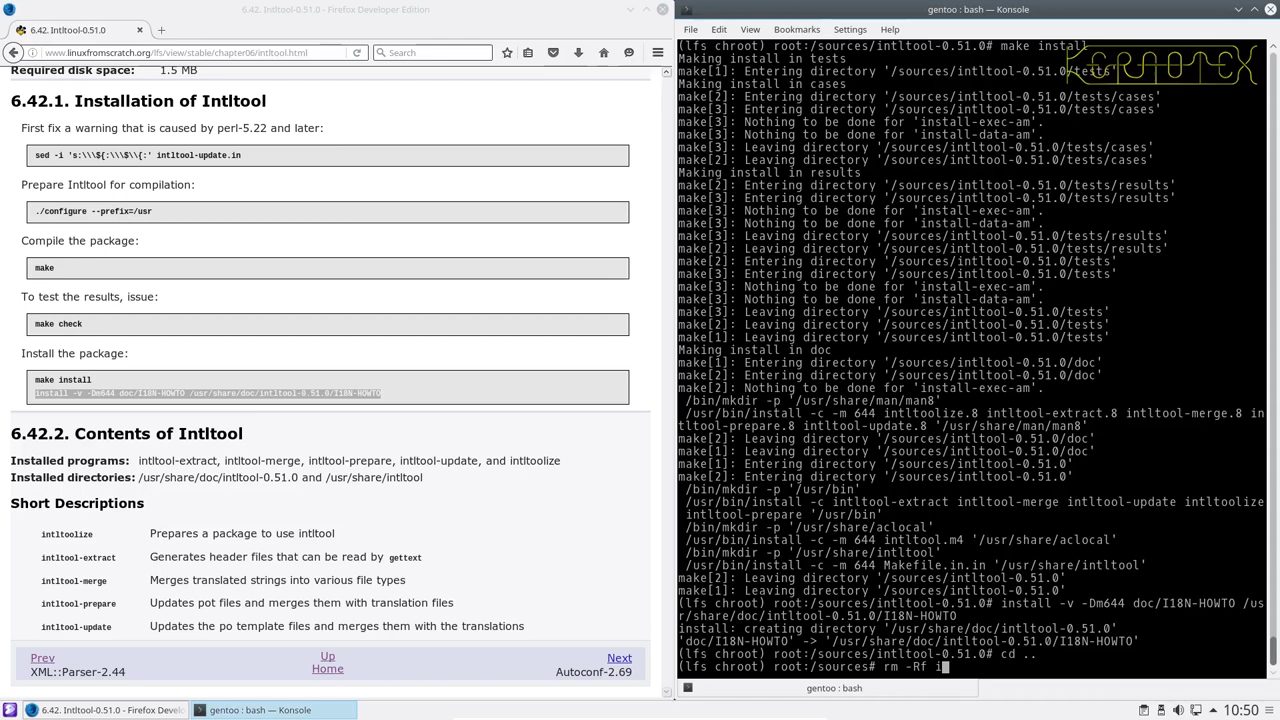 6.42. Intltool-0.51.0 - Firefox Developer Edition
6.42. Intltool-0.51.0
www.linuxfromscratch.org/lfs/view/stable/chapter06/intltool.html
Search
Required disk space: 1.5 MB
6.42.1. Installation of Intltool
First fix a warning that is caused by perl-5.22 and later:
sed -i 's:\\\${:\\\$\\{:' intltool-update.in
Prepare Intltool for compilation:
./configure --prefix=/usr
Compile the package:
make
To test the results, issue:
make check
Install the package:
make install
install -v -Dm644 doc/I18N-HOWTO /usr/share/doc/intltool-0.51.0/I18N-HOWTO
6.42.2. Contents of Intltool
Installed programs: intltool-extract, intltool-merge, intltool-prepare, intltool-update, and intltoolize
Installed directories: /usr/share/doc/intltool-0.51.0 and /usr/share/intltool
Short Descriptions
intltoolize Prepares a package to use intltool
intltool-extract Generates header files that can be read by gettext
intltool-merge Merges translated strings into various file types
intltool-prepare Updates pot files and merges them with translation files
intltool-update Updates the po template files and merges them with the translations
Prev Up Next
XML::Parser-2.44 Home Autoconf-2.69
gentoo : bash — Konsole
File Edit View Bookmarks Settings Help
(lfs chroot) root:/sources/intltool-0.51.0# make install
Making install in tests
make[1]: Entering directory '/sources/intltool-0.51.0/tests'
Making install in cases
make[2]: Entering directory '/sources/intltool-0.51.0/tests/cases'
make[3]: Entering directory '/sources/intltool-0.51.0/tests/cases'
make[3]: Nothing to be done for 'install-exec-am'.
make[3]: Nothing to be done for 'install-data-am'.
make[3]: Leaving directory '/sources/intltool-0.51.0/tests/cases'
make[2]: Leaving directory '/sources/intltool-0.51.0/tests/cases'
Making install in results
make[2]: Entering directory '/sources/intltool-0.51.0/tests/results'
make[3]: Entering directory '/sources/intltool-0.51.0/tests/results'
make[3]: Nothing to be done for 'install-exec-am'.
make[3]: Nothing to be done for 'install-data-am'.
make[3]: Leaving directory '/sources/intltool-0.51.0/tests/results'
make[2]: Leaving directory '/sources/intltool-0.51.0/tests/results'
make[2]: Entering directory '/sources/intltool-0.51.0/tests'
make[3]: Entering directory '/sources/intltool-0.51.0/tests'
make[3]: Nothing to be done for 'install-exec-am'.
make[3]: Nothing to be done for 'install-data-am'.
make[3]: Leaving directory '/sources/intltool-0.51.0/tests'
make[2]: Leaving directory '/sources/intltool-0.51.0/tests'
make[1]: Leaving directory '/sources/intltool-0.51.0/tests'
Making install in doc
make[1]: Entering directory '/sources/intltool-0.51.0/doc'
make[2]: Entering directory '/sources/intltool-0.51.0/doc'
make[2]: Nothing to be done for 'install-exec-am'.
/bin/mkdir -p '/usr/share/man/man8'
/usr/bin/install -c -m 644 intltoolize.8 intltool-extract.8 intltool-merge.8 in
tltool-prepare.8 intltool-update.8 '/usr/share/man/man8'
make[2]: Leaving directory '/sources/intltool-0.51.0/doc'
make[1]: Leaving directory '/sources/intltool-0.51.0/doc'
make[1]: Entering directory '/sources/intltool-0.51.0'
make[2]: Entering directory '/sources/intltool-0.51.0'
/bin/mkdir -p '/usr/bin'
/usr/bin/install -c intltool-extract intltool-merge intltool-update intltoolize
intltool-prepare '/usr/bin'
/bin/mkdir -p '/usr/share/aclocal'
/usr/bin/install -c -m 644 intltool.m4 '/usr/share/aclocal'
/bin/mkdir -p '/usr/share/intltool'
/usr/bin/install -c -m 644 Makefile.in.in '/usr/share/intltool'
make[2]: Leaving directory '/sources/intltool-0.51.0'
make[1]: Leaving directory '/sources/intltool-0.51.0'
(lfs chroot) root:/sources/intltool-0.51.0# install -v -Dm644 doc/I18N-HOWTO /us
r/share/doc/intltool-0.51.0/I18N-HOWTO
install: creating directory '/usr/share/doc/intltool-0.51.0'
'doc/I18N-HOWTO' -> '/usr/share/doc/intltool-0.51.0/I18N-HOWTO'
(lfs chroot) root:/sources/intltool-0.51.0# cd ..
(lfs chroot) root:/sources# rm -Rf i
gentoo : bash
6.42. Intltool-0.51.0 - Firefox Develo
gentoo : bash — Konsole
10:50